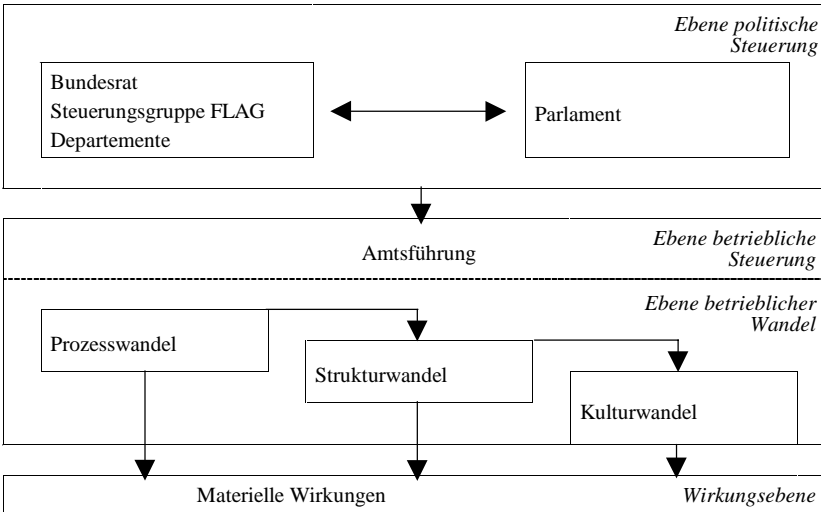 Ebene politische
Steuerung
Bundesrat
Steuerungsgruppe FLAG
Departemente
Parlament
Ebene betriebliche
Steuerung
Amtsführung
Ebene betrieblicher
Wandel
Prozesswandel
Strukturwandel
Kulturwandel
Materielle Wirkungen
Wirkungsebene